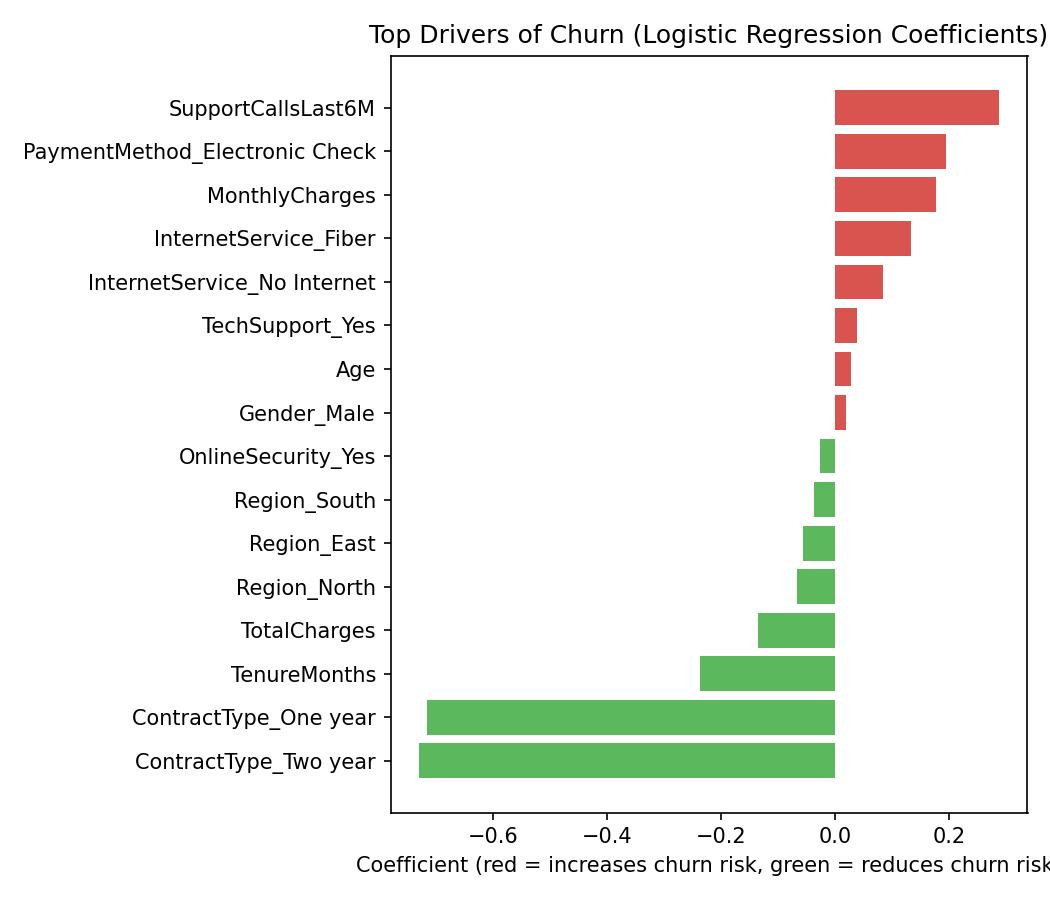 Top Drivers of Churn (Logistic Regression Coefficients)
SupportCallsLast6M
PaymentMethod_Electronic Check
MonthlyCharges
InternetService_Fiber
InternetService_No Internet
TechSupport_Yes
Age
Gender_Male
OnlineSecurity_Yes
Region_South
Region_East
Region_North
TotalCharges
TenureMonths
ContractType_One year
ContractType_Two year
−0.6 −0.4 −0.2 0.0 0.2
Coefficient (red = increases churn risk, green = reduces churn risk